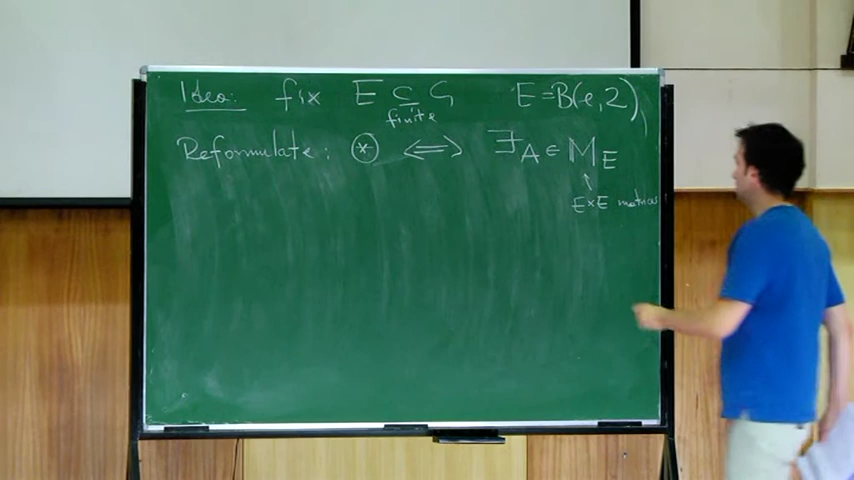 Idea: fix E ⊆ G E = B(e,2)
finite
Reformulate: ⊛ ⟺ ∃ A ∈ M_E
E×E matrices